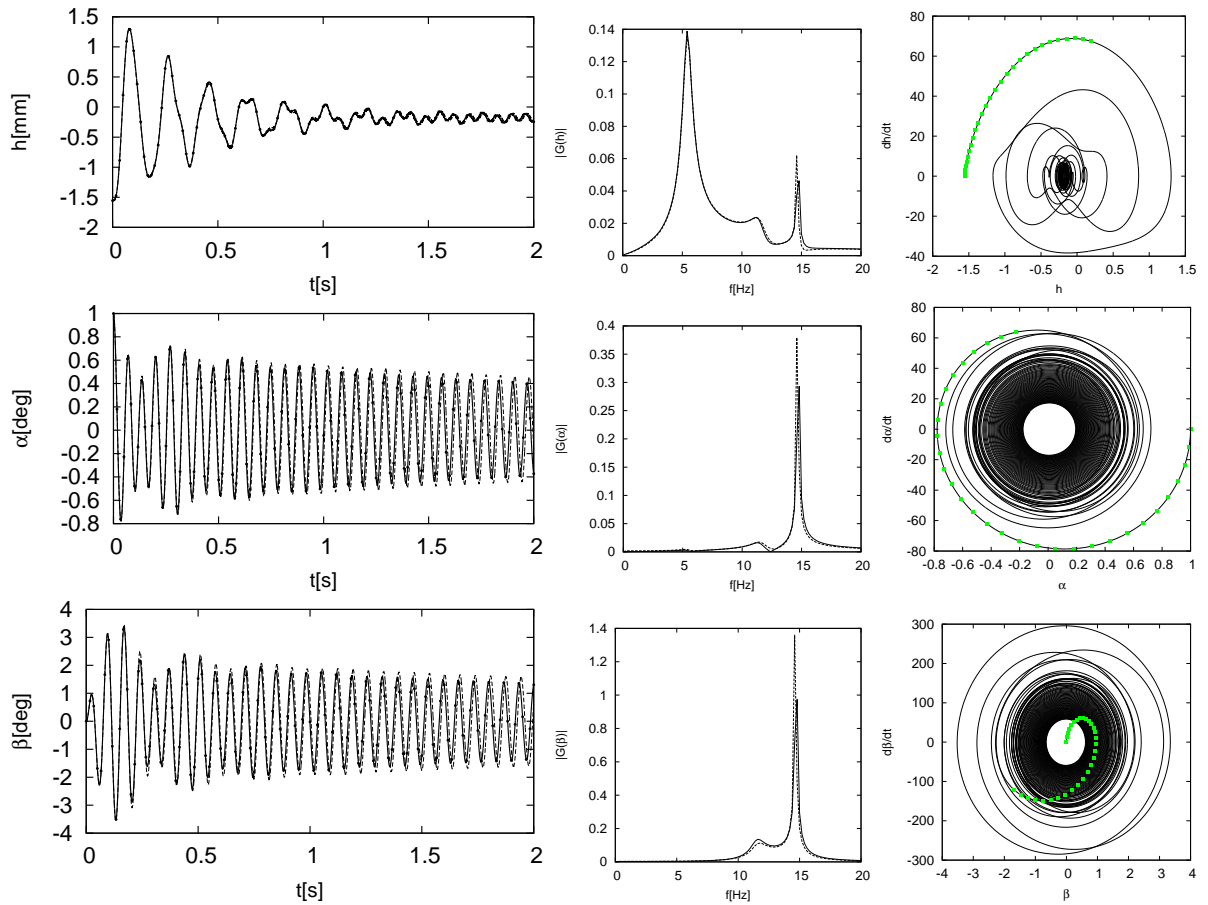 1.5
1
0.5
0
-0.5
-1
-1.5
-2
h[mm]
0 0.5 1 1.5 2
t[s]
0.14
0.12
0.1
0.08
0.06
0.04
0.02
0
|G(h)|
0 5 10 15 20
f[Hz]
80
60
40
20
0
-20
-40
dh/dt
-2 -1.5 -1 -0.5 0 0.5 1 1.5
h
1
0.8
0.6
0.4
0.2
0
-0.2
-0.4
-0.6
-0.8
α[deg]
0 0.5 1 1.5 2
t[s]
0.4
0.35
0.3
0.25
0.2
0.15
0.1
0.05
0
|G(α)|
0 5 10 15 20
f[Hz]
80
60
40
20
0
-20
-40
-60
-80
dα/dt
-0.8 -0.6 -0.4 -0.2 0 0.2 0.4 0.6 0.8 1
α
4
3
2
1
0
-1
-2
-3
-4
β[deg]
0 0.5 1 1.5 2
t[s]
1.4
1.2
1
0.8
0.6
0.4
0.2
0
|G(β)|
0 5 10 15 20
f[Hz]
300
200
100
0
-100
-200
-300
dβ/dt
-4 -3 -2 -1 0 1 2 3 4
β